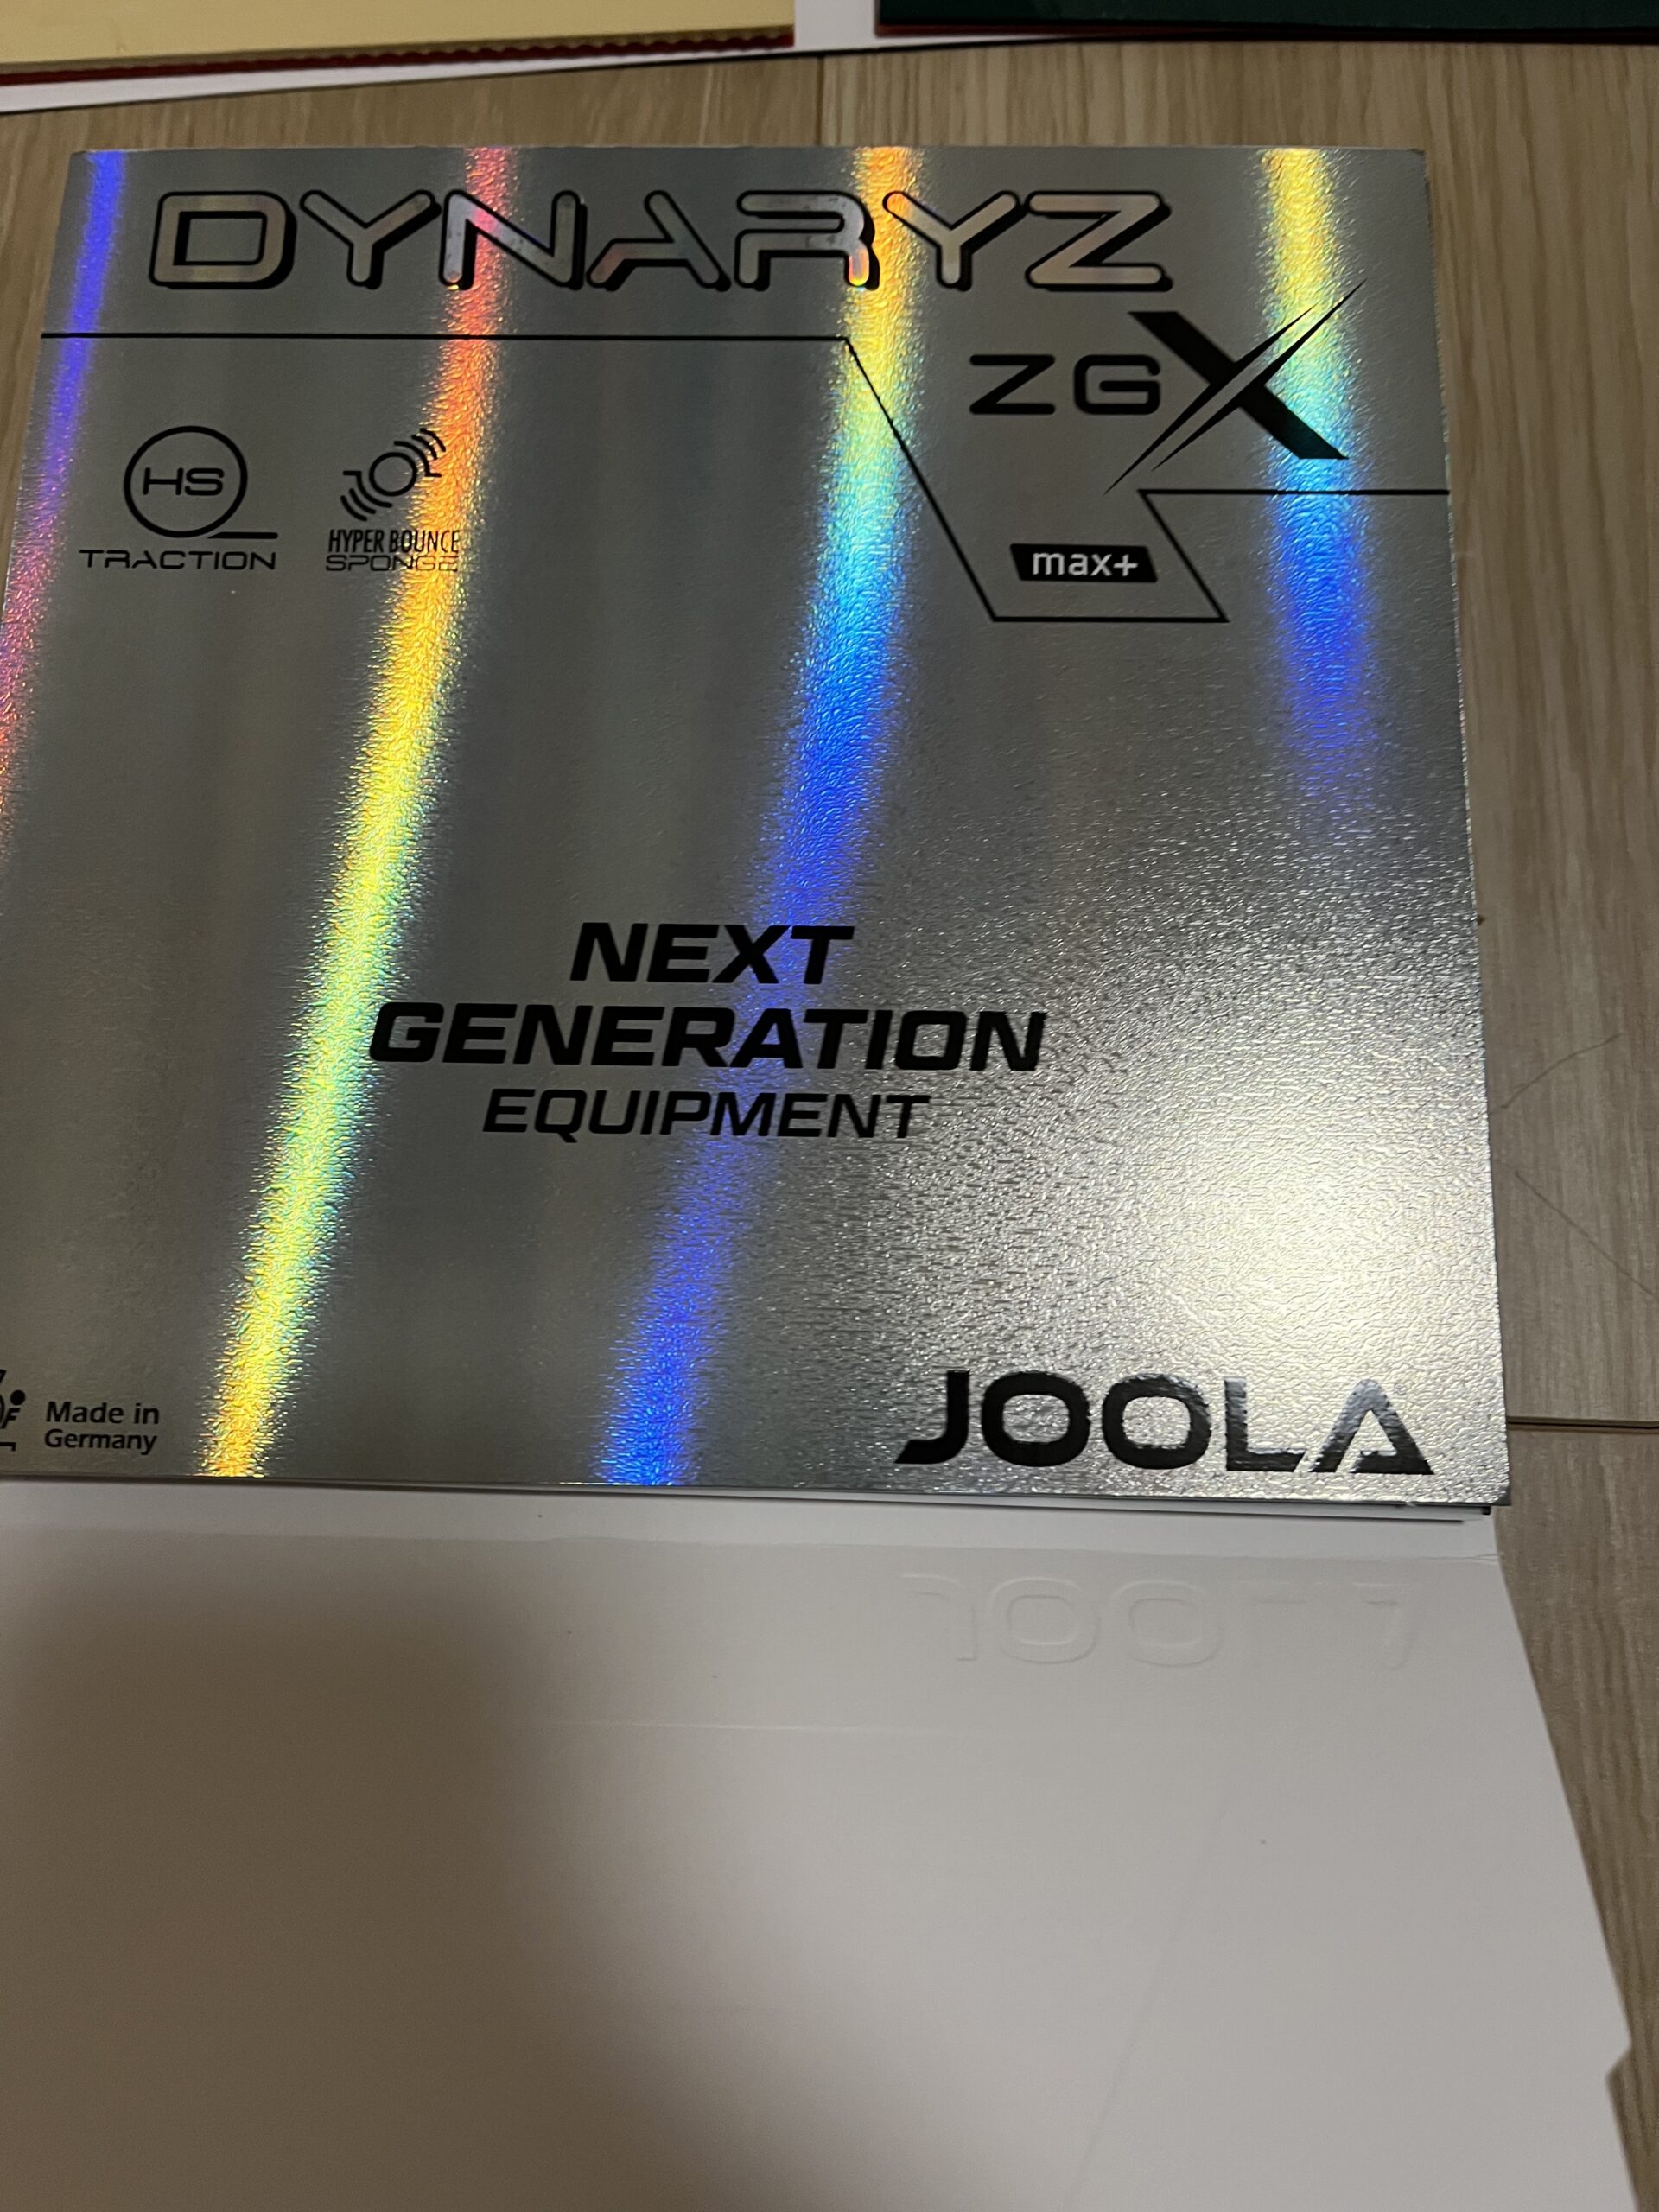 DYNARYZ
ZGX
HS
TRACTION
HYPER BOUNCE
SPONGE
max+
NEXT
GENERATION
EQUIPMENT
Made in
Germany
JOOLA